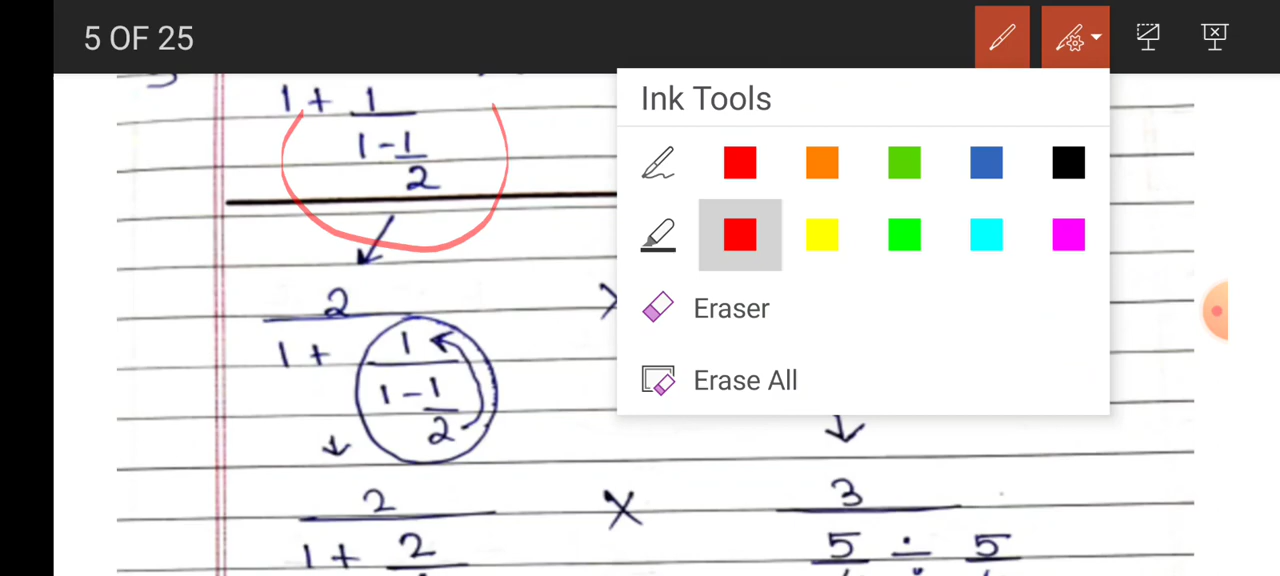 5 OF 25
Ink Tools
Eraser
Erase All
1 + 1
1 - 1
2
2
1 + 1
1 - 1
2
2 × 3
1 + 2 5 ÷ 5